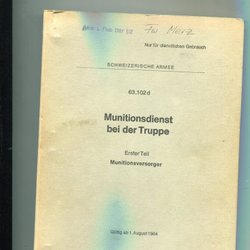 Fw Merz
Nur für dienstlichen Gebrauch
SCHWEIZERISCHE ARMEE
63.102 d
Munitionsdienst
bei der Truppe
Erster Teil
Munitionsversorger
Gültig ab 1. August 1964